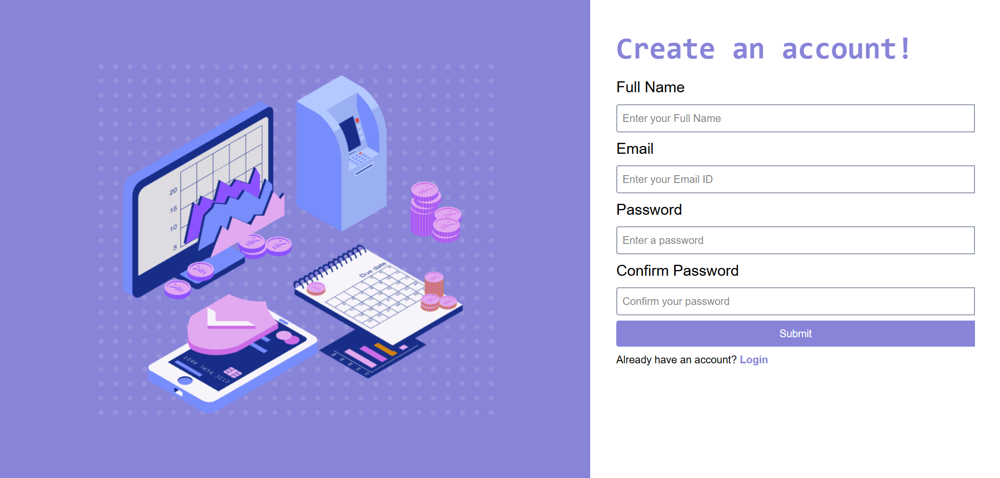 Create an account!
Full Name
Enter your Full Name
Email
Enter your Email ID
Password
Enter a password
Confirm Password
Confirm your password
Submit
Already have an account? Login
20
15
10
5
Due date
1098 7654 3210